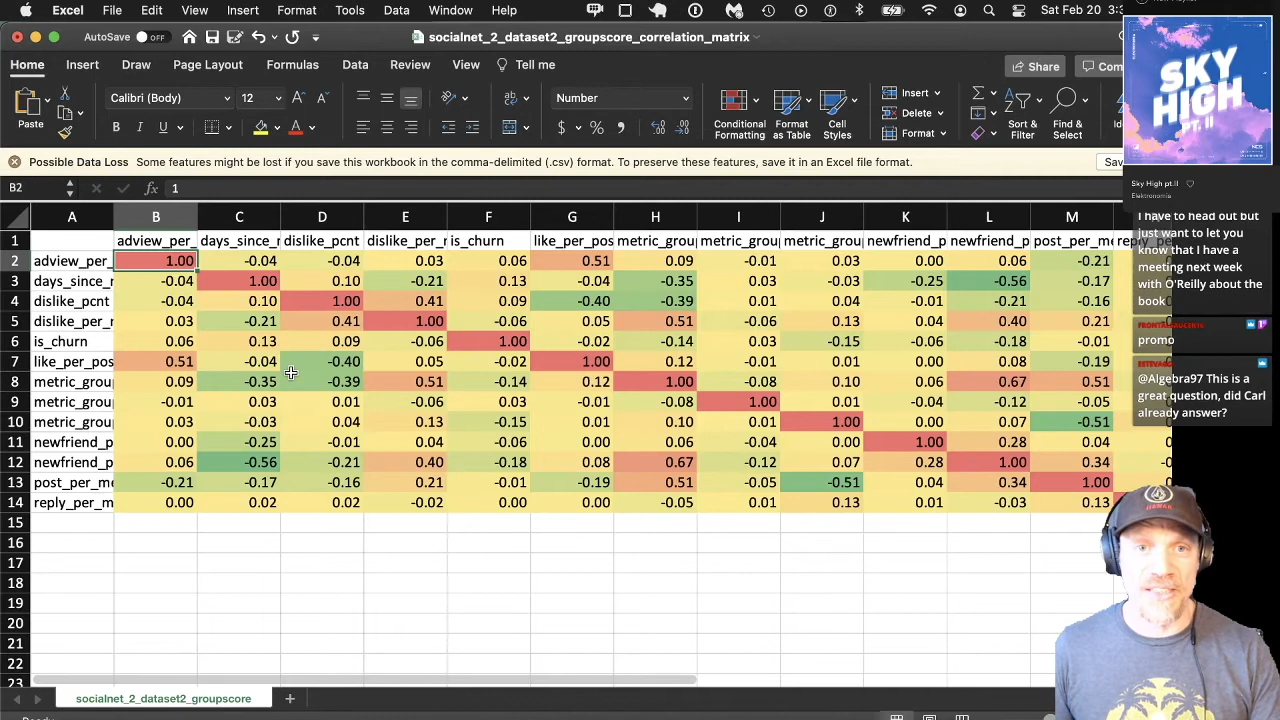 Excel File Edit View Insert Format Tools Data Window Help Sat Feb 20
AutoSave OFF socialnet_2_dataset2_groupscore_correlation_matrix
Home Insert Draw Page Layout Formulas Data Review View Tell me Share
Paste Calibri (Body) 12 Number Conditional Formatting Format as Table Cell Styles Insert Delete Format Sort & Filter Find & Select
Possible Data Loss Some features might be lost if you save this workbook in the comma-delimited (.csv) format. To preserve these features, save it in an Excel file format.
B2 fx 1
A B C D E F G H I J K L M
1 adview_per_ days_since_ dislike_pcnt dislike_per_ is_churn like_per_pos metric_grou metric_grou metric_grou newfriend_p newfriend_p post_per_m
2 adview_per_ 1.00 -0.04 -0.04 0.03 0.06 0.51 0.09 -0.01 0.03 0.00 0.06 -0.21
3 days_since_ -0.04 1.00 0.10 -0.21 0.13 -0.04 -0.35 0.03 -0.03 -0.25 -0.56 -0.17
4 dislike_pcnt -0.04 0.10 1.00 0.41 0.09 -0.40 -0.39 0.01 0.04 -0.01 -0.21 -0.16
5 dislike_per_ 0.03 -0.21 0.41 1.00 -0.06 0.05 0.51 -0.06 0.13 0.04 0.40 0.21
6 is_churn 0.06 0.13 0.09 -0.06 1.00 -0.02 -0.14 0.03 -0.15 -0.06 -0.18 -0.01
7 like_per_pos 0.51 -0.04 -0.40 0.05 -0.02 1.00 0.12 -0.01 0.01 0.00 0.08 -0.19
8 metric_grou 0.09 -0.35 -0.39 0.51 -0.14 0.12 1.00 -0.08 0.10 0.06 0.67 0.51
9 metric_grou -0.01 0.03 0.01 -0.06 0.03 -0.01 -0.08 1.00 0.01 -0.04 -0.12 -0.05
10 metric_grou 0.03 -0.03 0.04 0.13 -0.15 0.01 0.10 0.01 1.00 0.00 0.07 -0.51
11 newfriend_p 0.00 -0.25 -0.01 0.04 -0.06 0.00 0.06 -0.04 0.00 1.00 0.28 0.04
12 newfriend_p 0.06 -0.56 -0.21 0.40 -0.18 0.08 0.67 -0.12 0.07 0.28 1.00 0.34
13 post_per_me -0.21 -0.17 -0.16 0.21 -0.01 -0.19 0.51 -0.05 -0.51 0.04 0.34 1.00
14 reply_per_m 0.00 0.02 0.02 -0.02 0.00 0.00 -0.05 0.01 0.13 0.01 -0.03 0.13
15
16
17
18
19
20
21
22
23
socialnet_2_dataset2_groupscore
SKY
HIGH
PT. II
Sky High pt.II
Elektronomia
I have to head out but
just want to let you
know that I have a
meeting next week
with O'Reilly about the
book
promo
@Algebra97 This is a
great question, did Carl
already answer?